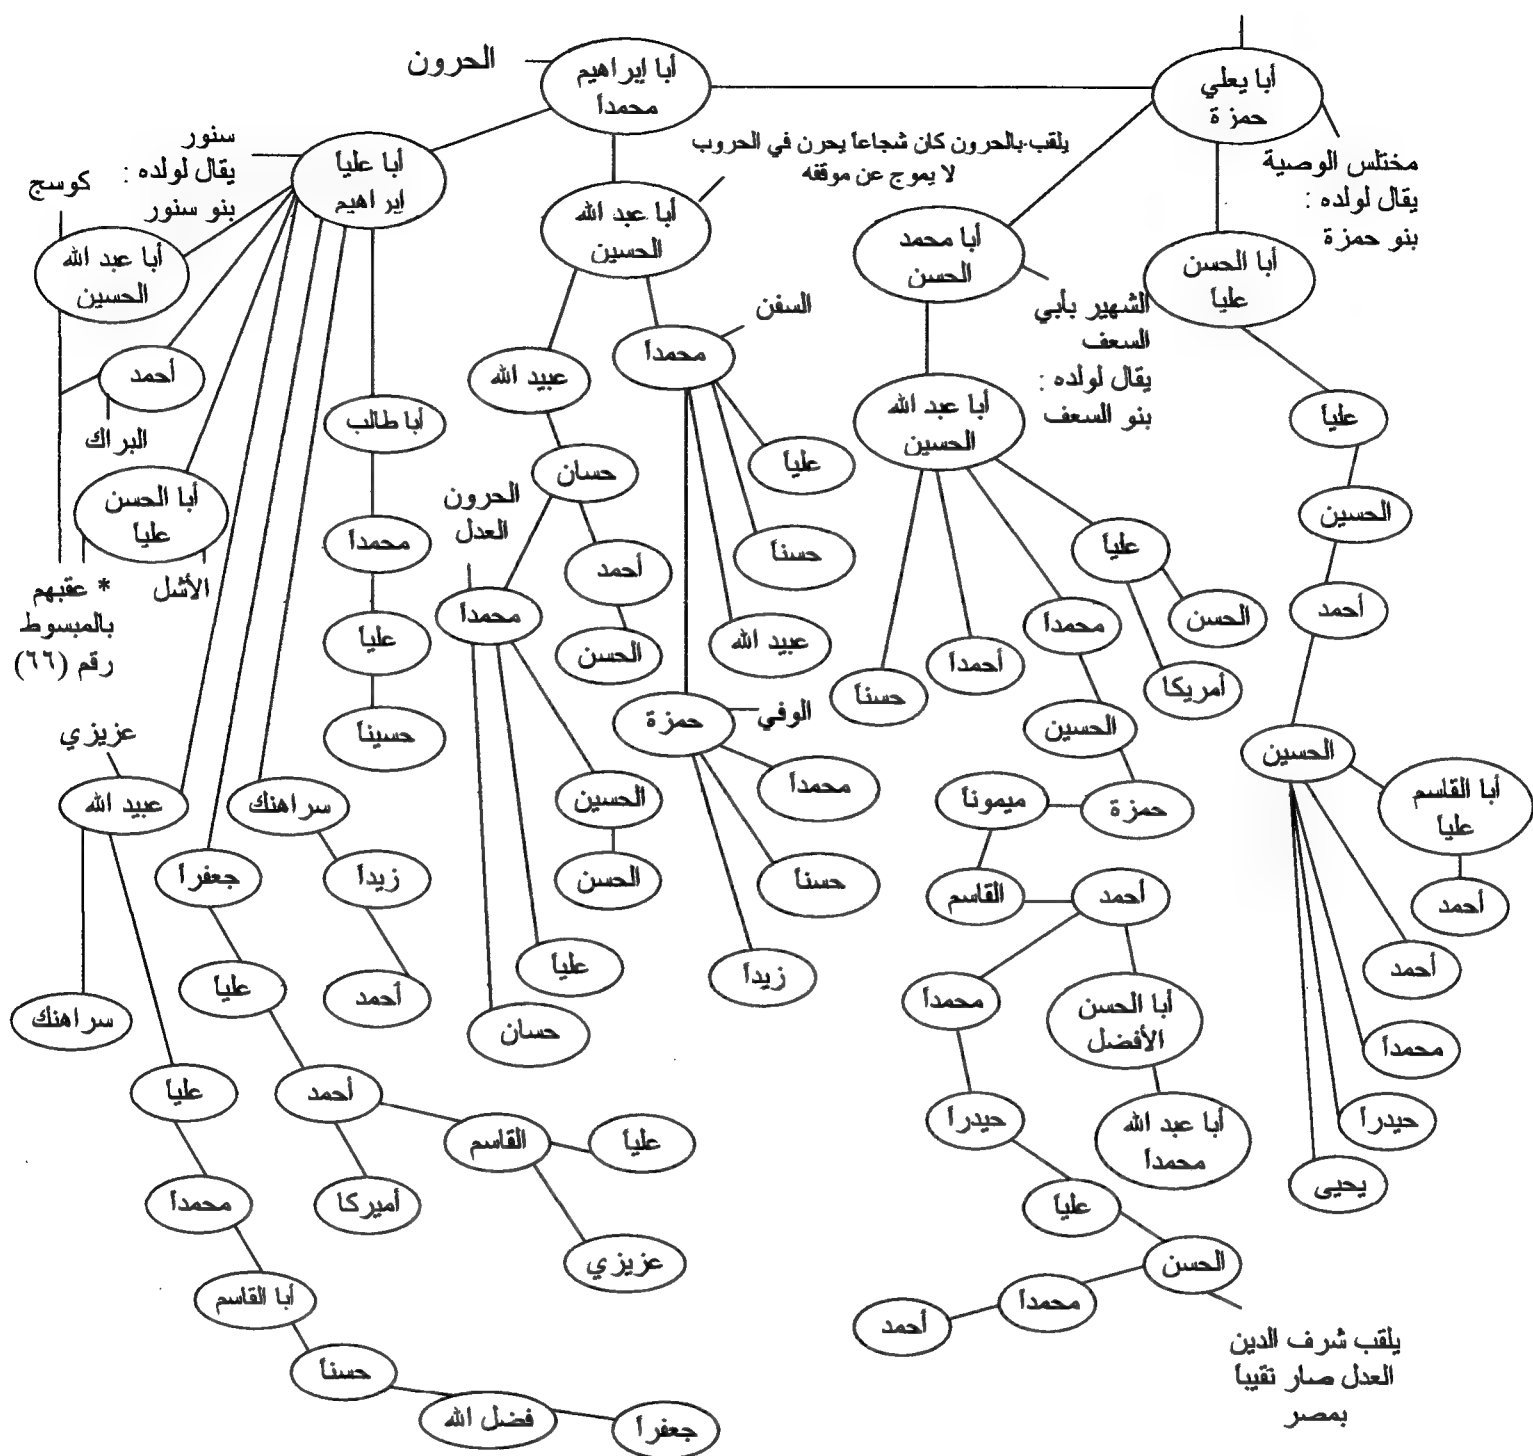 أبا يعلي
حمزة
مختلس الوصية
يقال لولده :
بنو حمزة
أبا الحسن
عليا
علياً
الحسين
أحمد
الحسين
أبا القاسم
عليا
أحمد
أحمد
محمداً
حيدراً
يحيى
أبا محمد
الحسن
الشهير بأبي
السعف
يقال لولده :
بنو السعف
أبا عبد الله
الحسين
علياً
الحسن
أمريكا
محمداً
الحسين
حمزة
ميموناً
القاسم
أحمد
أبا الحسن
الأفضل
أبا عبد الله
محمداً
محمداً
حيدراً
علياً
الحسن
يلقب شرف الدين
العدل صار نقيباً
بمصر
محمداً
أحمد
أحمداً
حسناً
أبا إبراهيم
محمداً
الحرون
أبا عبد الله
الحسين
يلقب بالحرون كان شجاعاً يحرن في الحروب
لا يموج عن موقفه
محمداً
السفن
علياً
حسناً
عبيد الله
حمزة
الوفي
محمداً
حسناً
زيداً
عبيد الله
حسان
أحمد
الحسن
الحرون
العدل
محمداً
الحسين
الحسن
علياً
حسان
أبا علياً
إبراهيم
سنور
يقال لولده :
بنو سنور
أبا طالب
محمداً
علياً
حسيناً
سراهنك
زيداً
أحمد
جعفراً
علياً
أحمد
القاسم
علياً
عزيزي
أميركا
عزيزي
عبيد الله
سراهنك
علياً
محمداً
أبا القاسم
حسناً
فضل الله
جعفراً
أبا الحسن
عليا
الأشل
أحمد
البراك
أبا عبد الله
الحسين
كوسج
* عقبهم
بالمبسوط
رقم (٦٦)